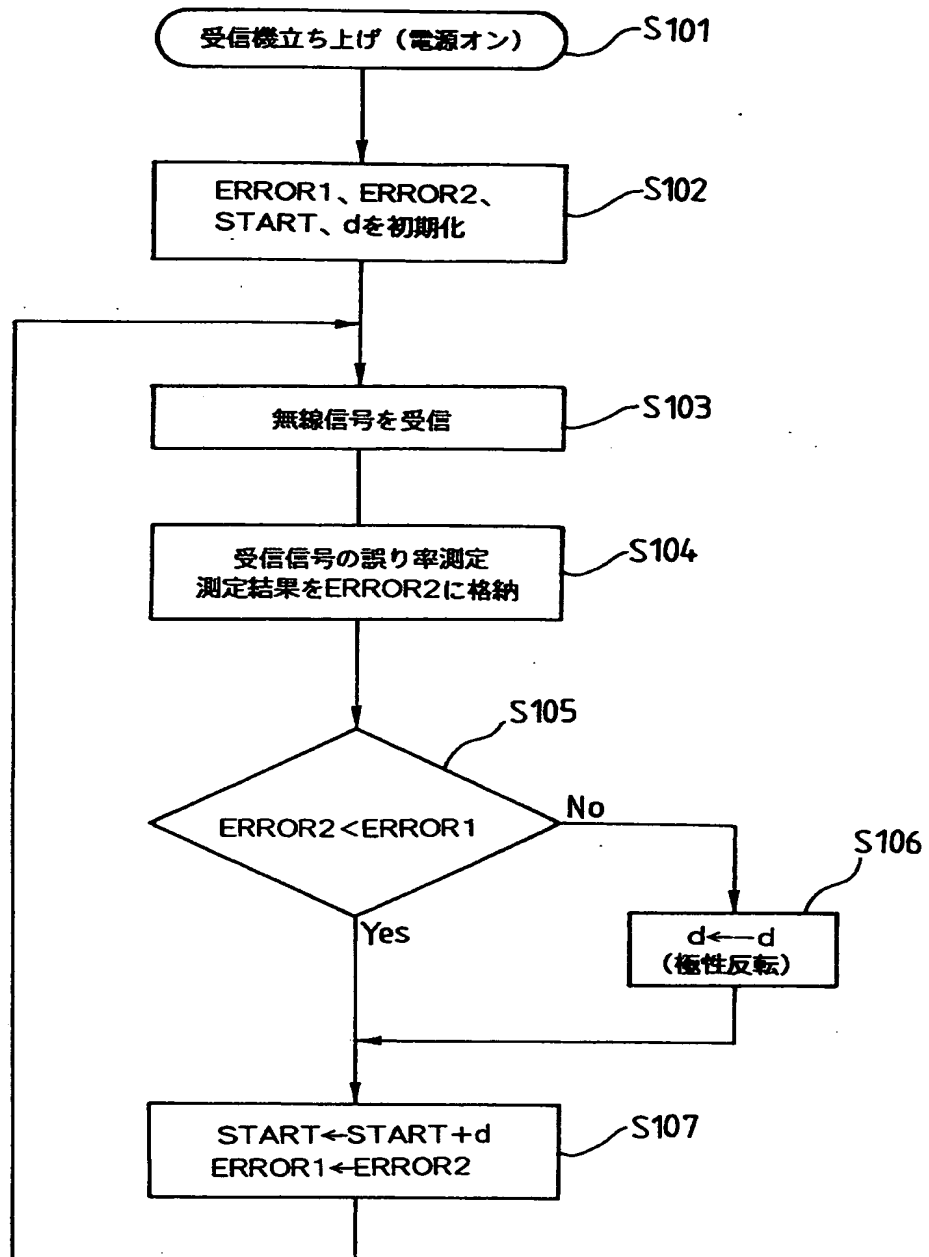 受信機立ち上げ（電源オン）
S101
ERROR1、ERROR2、
START、dを初期化
S102
無線信号を受信
S103
受信信号の誤り率測定
測定結果をERROR2に格納
S104
S105
ERROR2<ERROR1
No
Yes
S106
d←−d
（極性反転）
START←START+d
ERROR1←ERROR2
S107